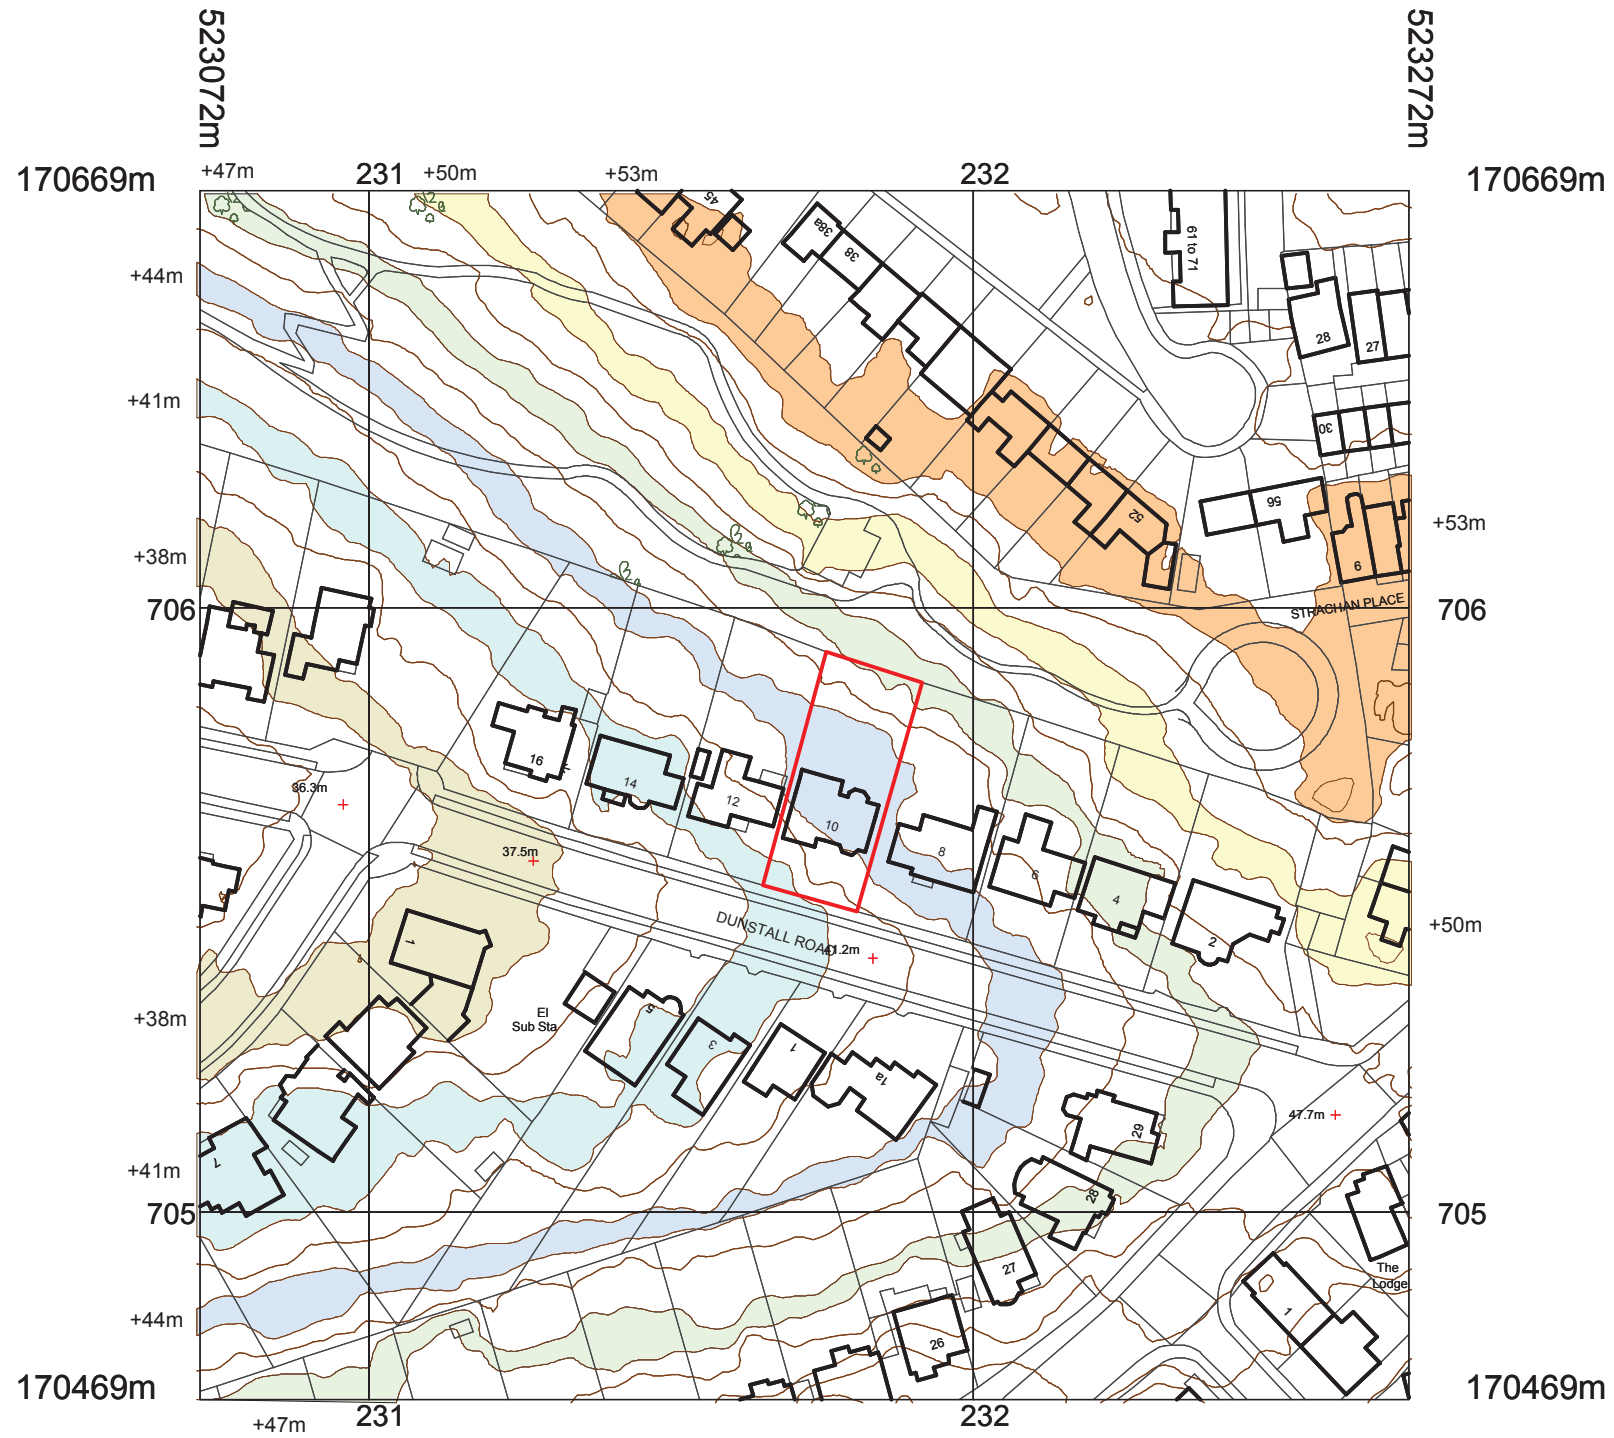 523072m
523272m
170669m
+47m
231
+50m
+53m
232
170669m
45
38a
38
61 to 71
+44m
28
27
+41m
30
52
56
+53m
6
+38m
706
STRACHAN PLACE
706
16
14
12
10
8
6
4
2
36.3m
37.5m
DUNSTALL ROAD
41.2m
+50m
1
El
Sub Sta
5
3
1
1a
+38m
47.7m
29
7
+41m
28
705
705
27
The
Lodge
1
26
+44m
170469m
+47m
231
232
170469m